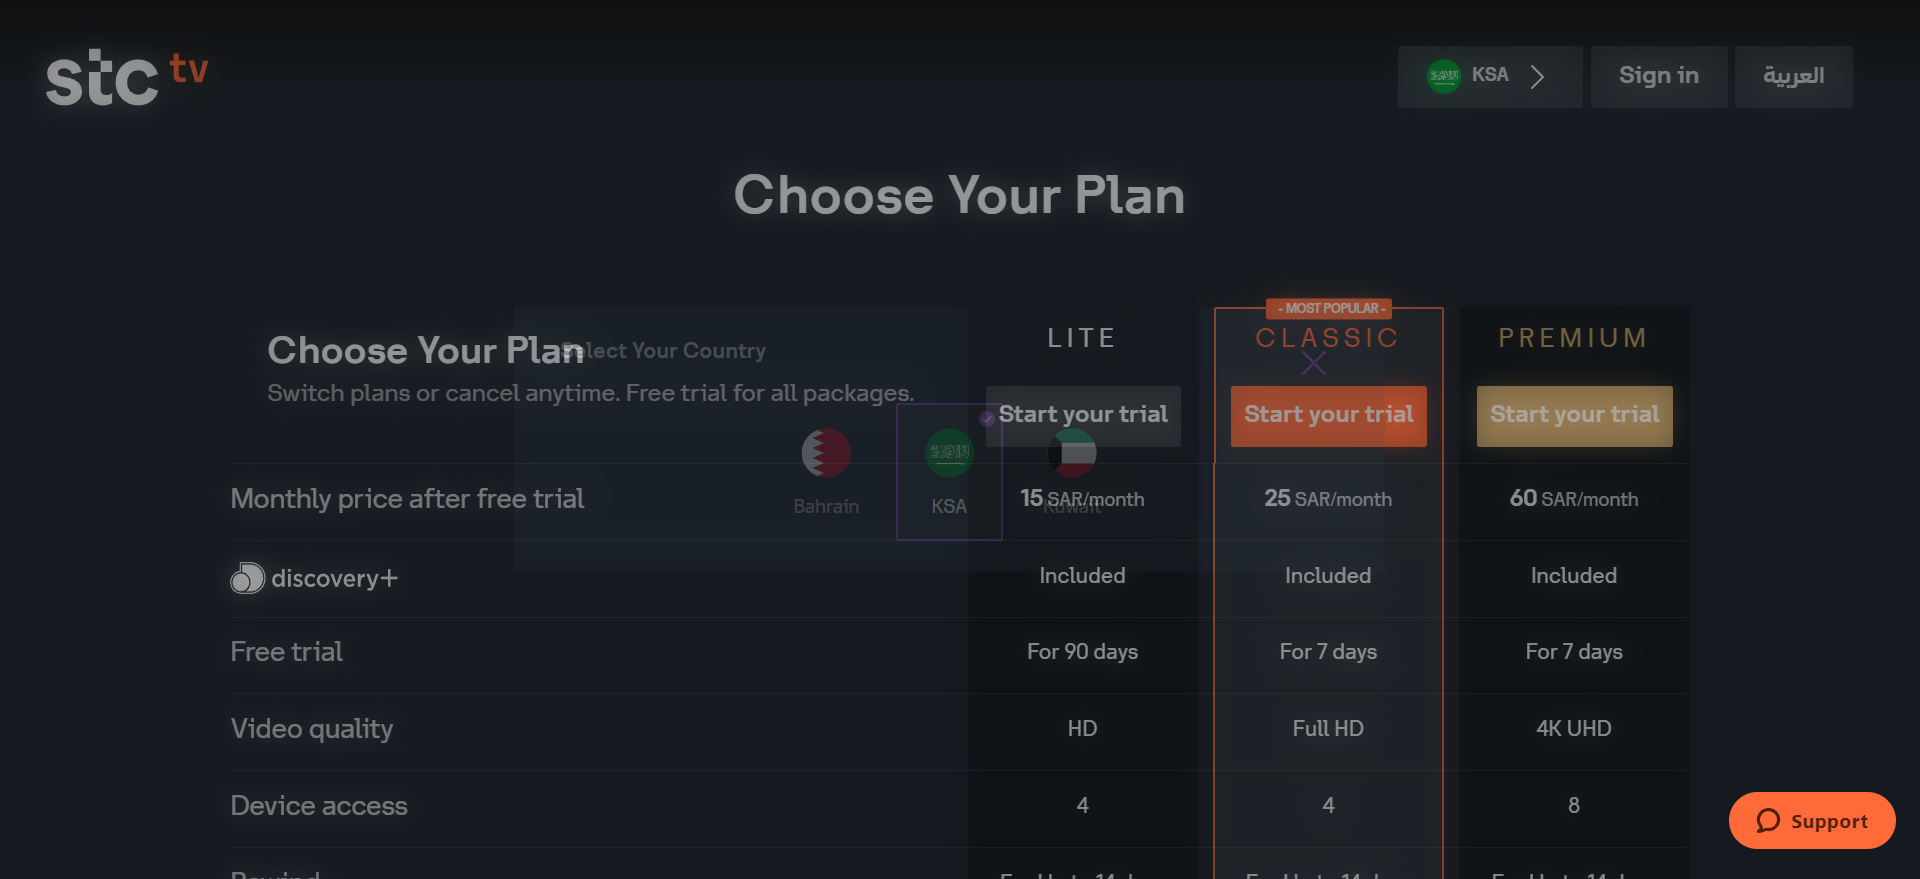 stc tv
KSA
Sign in
العربية
Choose Your Plan
Choose Your Plan
Switch plans or cancel anytime. Free trial for all packages.
Select Your Country
Bahrain
KSA
Kuwait
- MOST POPULAR -
LITE
CLASSIC
PREMIUM
Start your trial
Start your trial
Start your trial
Monthly price after free trial
15 SAR/month
25 SAR/month
60 SAR/month
discovery+
Included
Included
Included
Free trial
For 90 days
For 7 days
For 7 days
Video quality
HD
Full HD
4K UHD
Device access
4
4
8
Rewind
Support